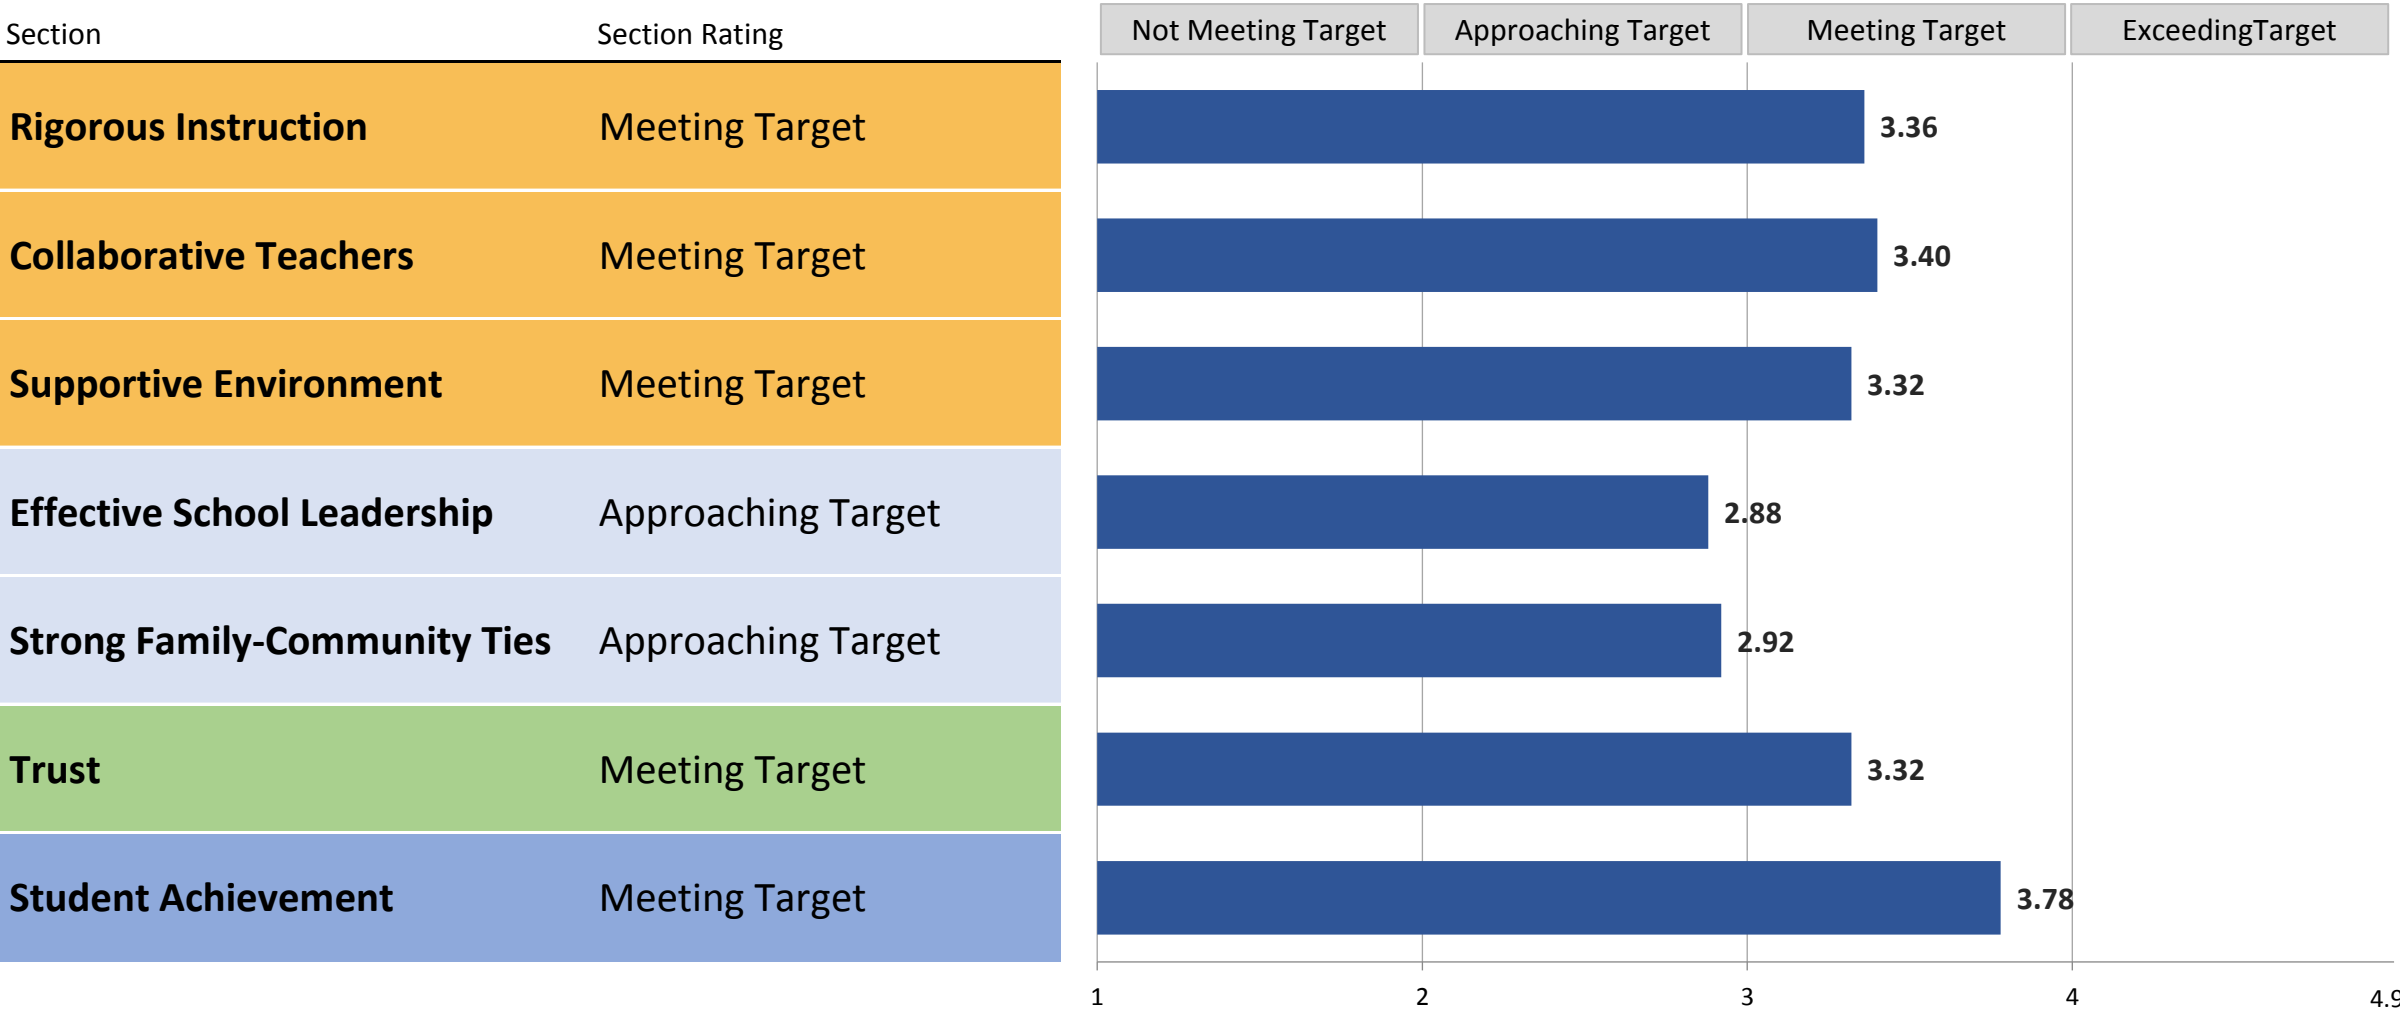 Section Section Rating Not Meeting Target Approaching Target Meeting Target ExceedingTarget
Rigorous Instruction Meeting Target 3.36
Collaborative Teachers Meeting Target 3.40
Supportive Environment Meeting Target 3.32
Effective School Leadership Approaching Target 2.88
Strong Family-Community Ties Approaching Target 2.92
Trust Meeting Target 3.32
Student Achievement Meeting Target 3.78
1 2 3 4 4.9